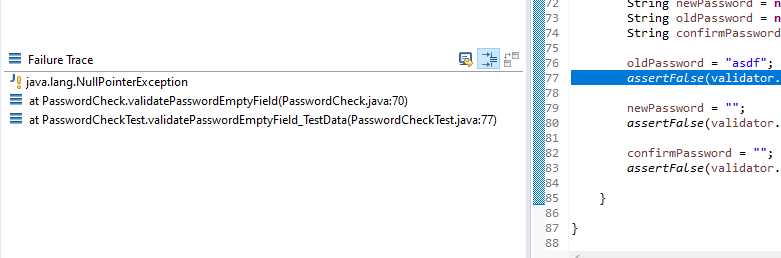 Failure Trace
java.lang.NullPointerException
at PasswordCheck.validatePasswordEmptyField(PasswordCheck.java:70)
at PasswordCheckTest.validatePasswordEmptyField_TestData(PasswordCheckTest.java:77)
72 String newPassword = n
73 String oldPassword = n
74 String confirmPassword
75
76 oldPassword = "asdf";
77 assertFalse(validator.
78
79 newPassword = "";
80 assertFalse(validator.
81
82 confirmPassword = "";
83 assertFalse(validator.
84
85 }
86
87 }
88